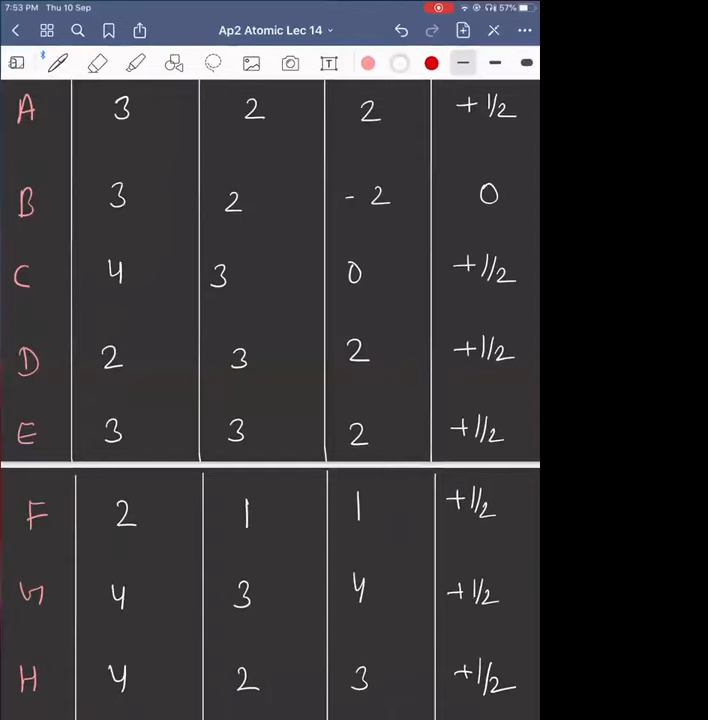 7:53 PM Thu 10 Sep 57%
Ap2 Atomic Lec 14
A 3 2 2 +1/2
B 3 2 -2 0
C 4 3 0 +1/2
D 2 3 2 +1/2
E 3 3 2 +1/2
F 2 1 1 +1/2
G 4 3 4 +1/2
H 4 2 3 +1/2